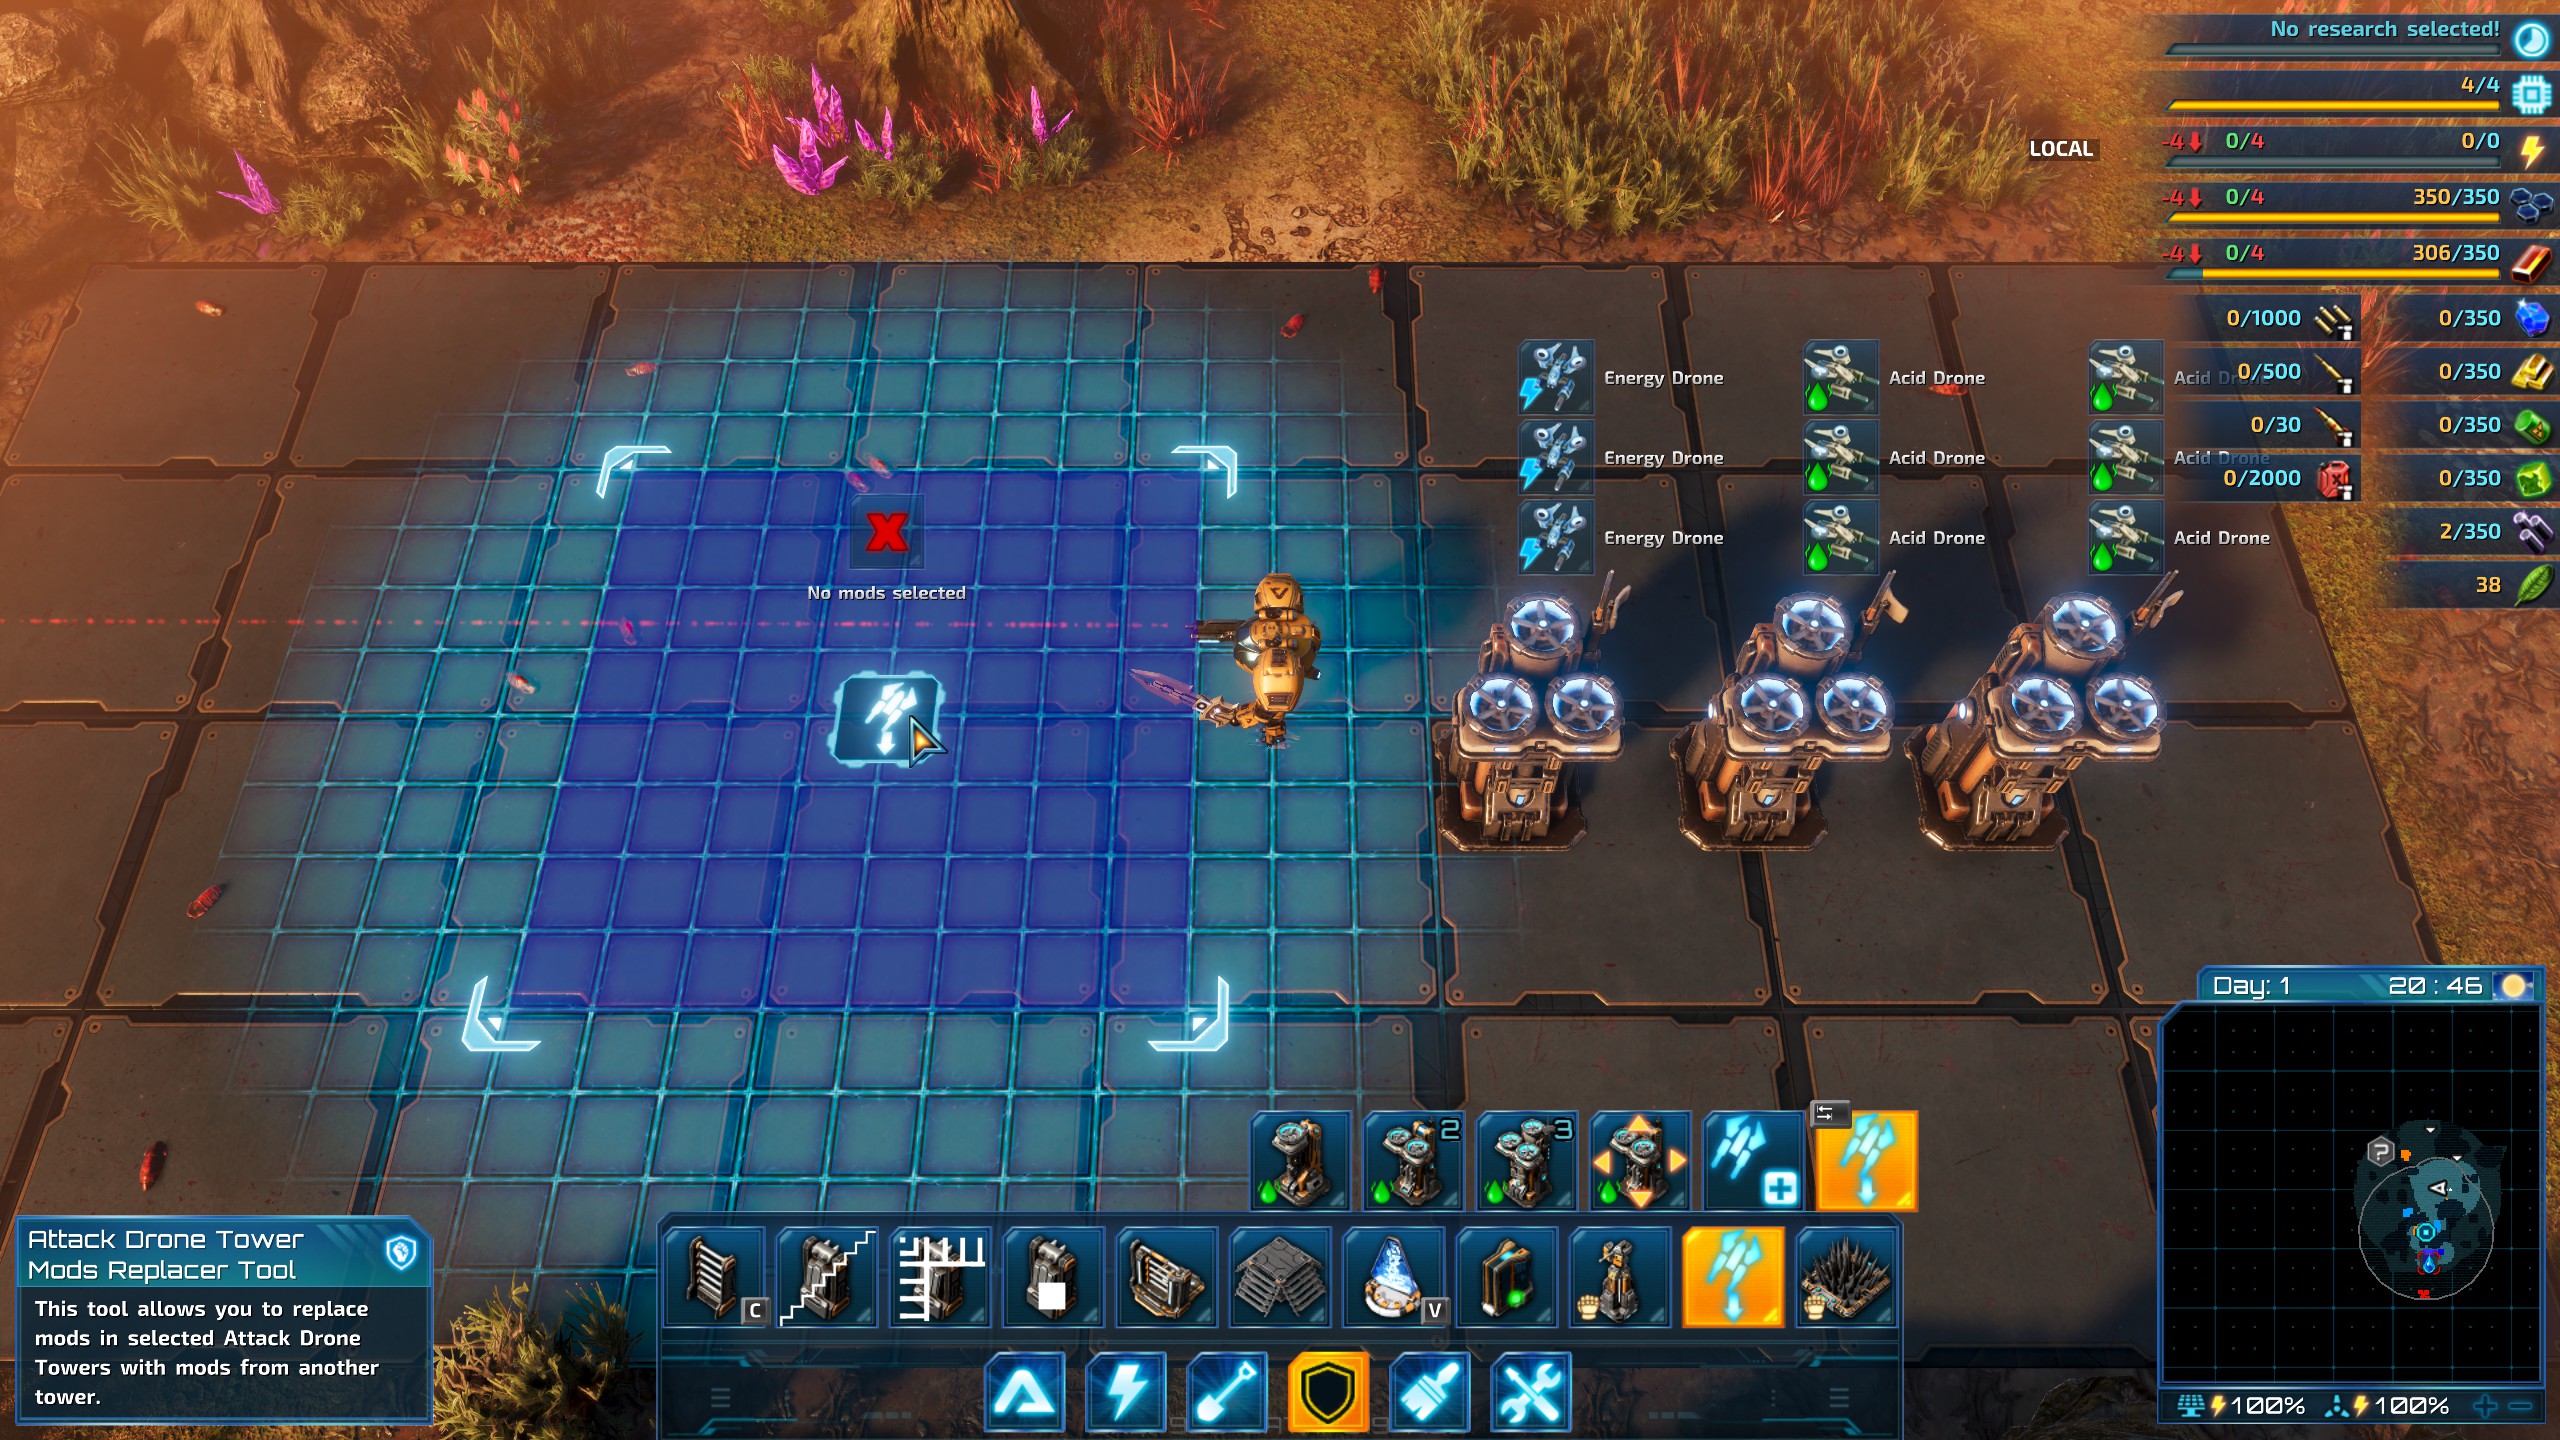 No research selected!
4/4
LOCAL
-4 0/4 0/0
-4 0/4 350/350
-4 0/4 306/350
0/1000 0/350
0/500 0/350
0/30 0/350
0/2000 0/350
2/350
38
Energy Drone Acid Drone Acid Drone
Energy Drone Acid Drone Acid Drone
Energy Drone Acid Drone Acid Drone
No mods selected
Day: 1 20:46
2 3
C V
Attack Drone Tower
Mods Replacer Tool
This tool allows you to replace
mods in selected Attack Drone
Towers with mods from another
tower.
?
100% 100%